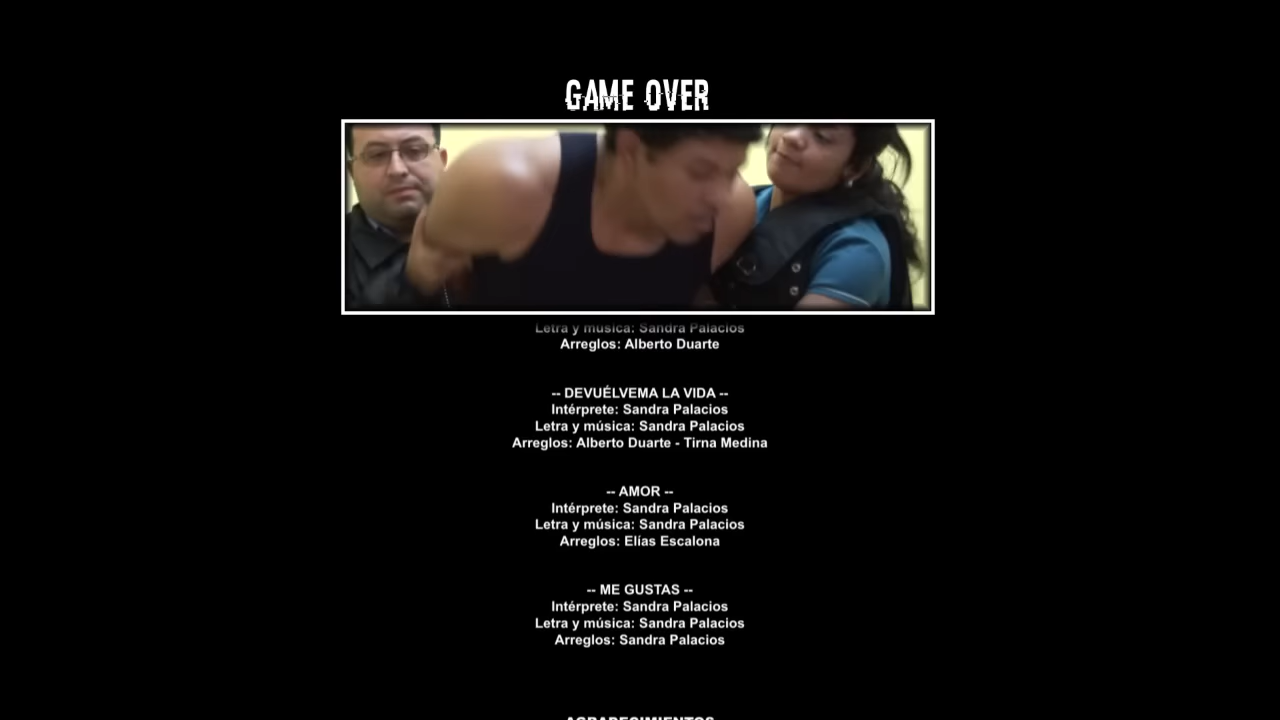 GAME OVER
Letra y música: Sandra Palacios
Arreglos: Alberto Duarte
-- DEVUÉLVEMA LA VIDA --
Intérprete: Sandra Palacios
Letra y música: Sandra Palacios
Arreglos: Alberto Duarte - Tirna Medina
-- AMOR --
Intérprete: Sandra Palacios
Letra y música: Sandra Palacios
Arreglos: Elías Escalona
-- ME GUSTAS --
Intérprete: Sandra Palacios
Letra y música: Sandra Palacios
Arreglos: Sandra Palacios
AGRADECIMIENTOS